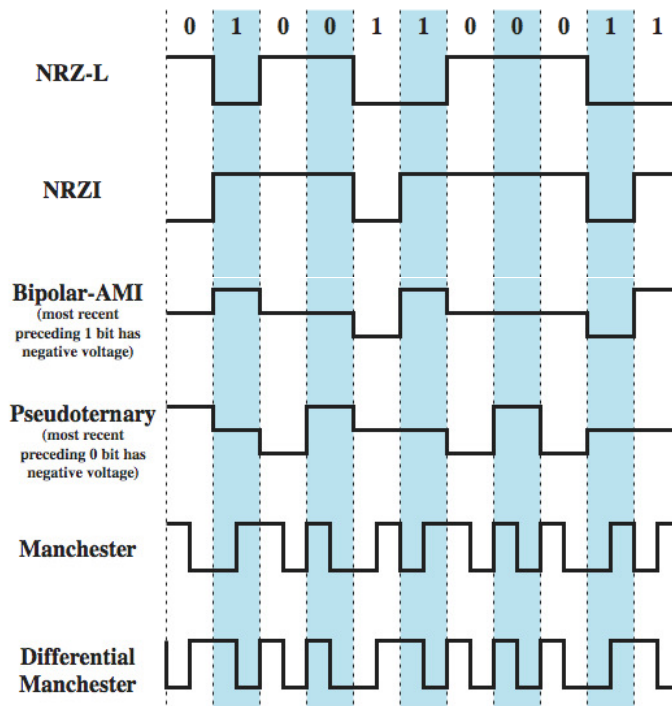 0 1 0 0 1 1 0 0 0 1 1
NRZ-L
NRZI
Bipolar-AMI
(most recent
preceding 1 bit has
negative voltage)
Pseudoternary
(most recent
preceding 0 bit has
negative voltage)
Manchester
Differential
Manchester